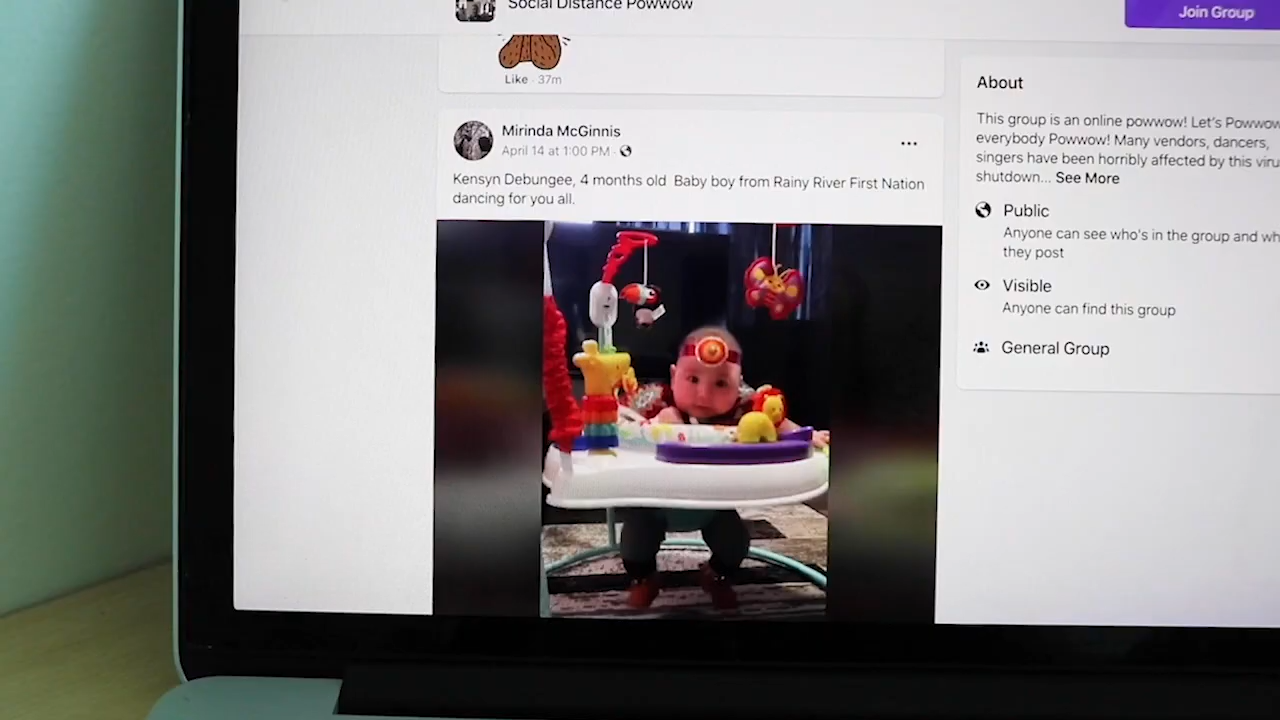 Social Distance Powwow
Join Group
Like · 37m
Mirinda McGinnis
April 14 at 1:00 PM ·
Kensyn Debungee, 4 months old Baby boy from Rainy River First Nation
dancing for you all.
About
This group is an online powwow! Let's Powwow
everybody Powwow! Many vendors, dancers,
singers have been horribly affected by this viru
shutdown... See More
Public
Anyone can see who's in the group and wh
they post
Visible
Anyone can find this group
General Group